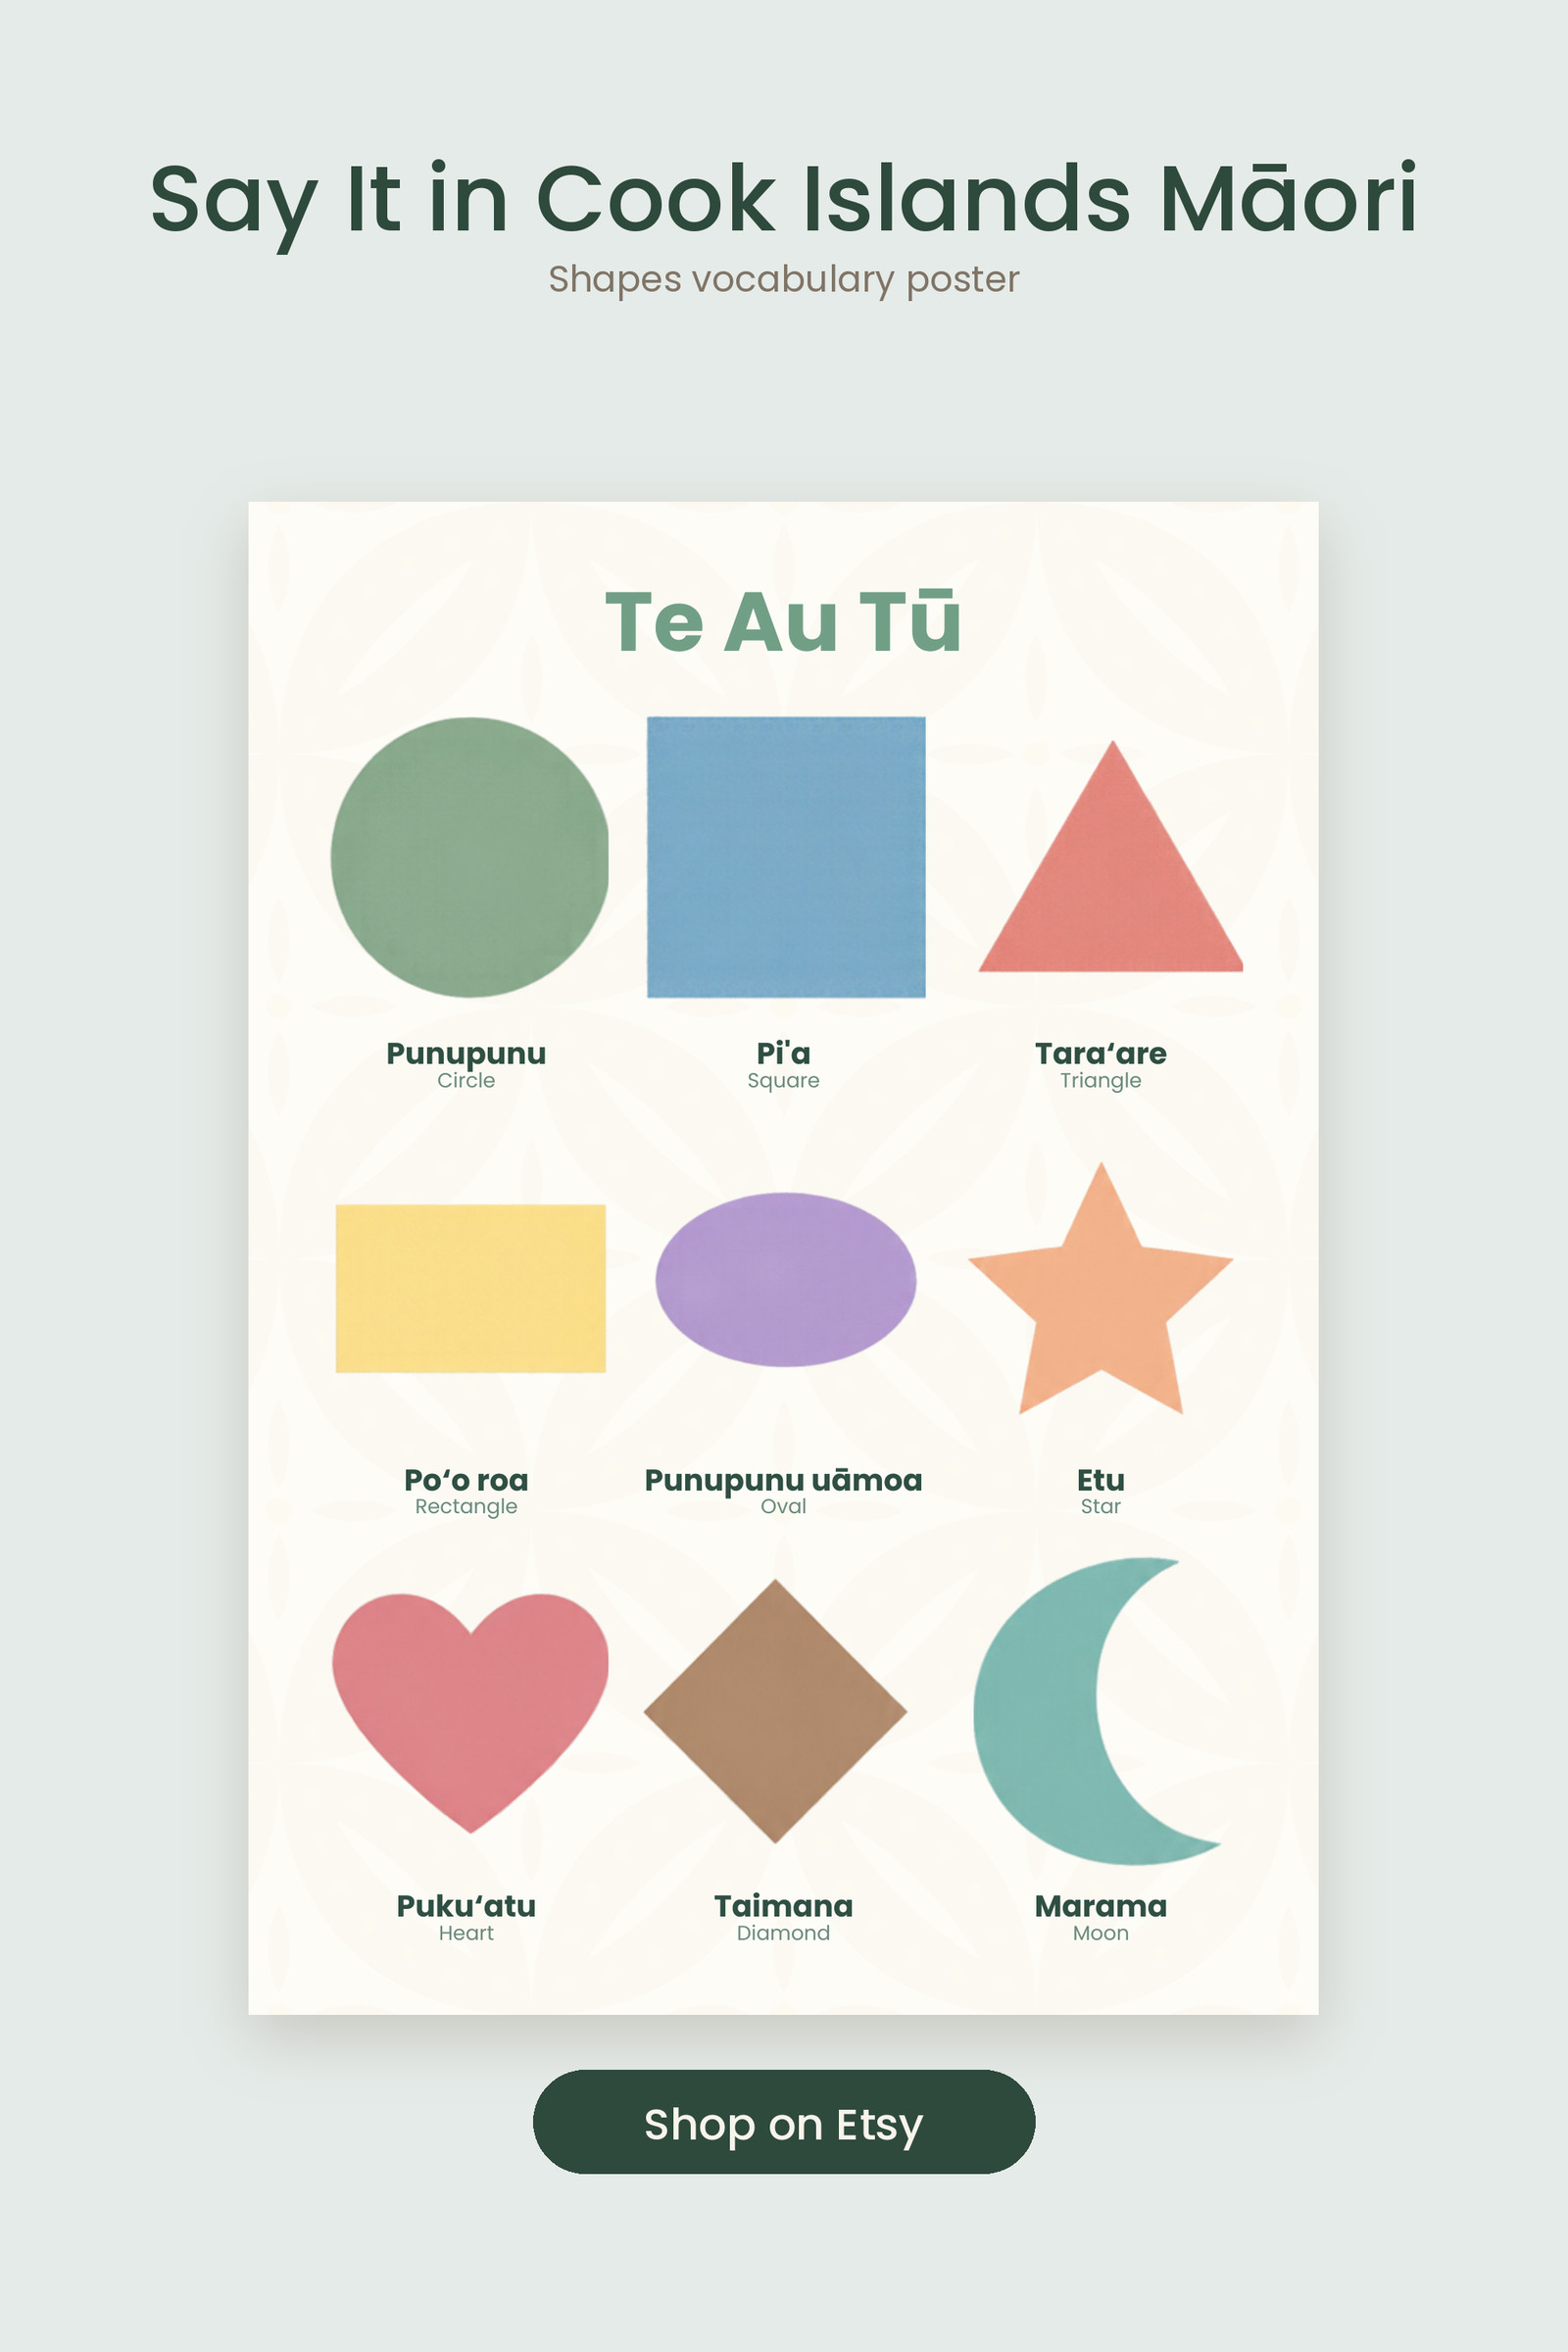 Say It in Cook Islands Māori
Shapes vocabulary poster
Te Au Tū
Punupunu
Circle
Pi'a
Square
Tara‘are
Triangle
Po‘o roa
Rectangle
Punupunu uāmoa
Oval
Etu
Star
Puku‘atu
Heart
Taimana
Diamond
Marama
Moon
Shop on Etsy